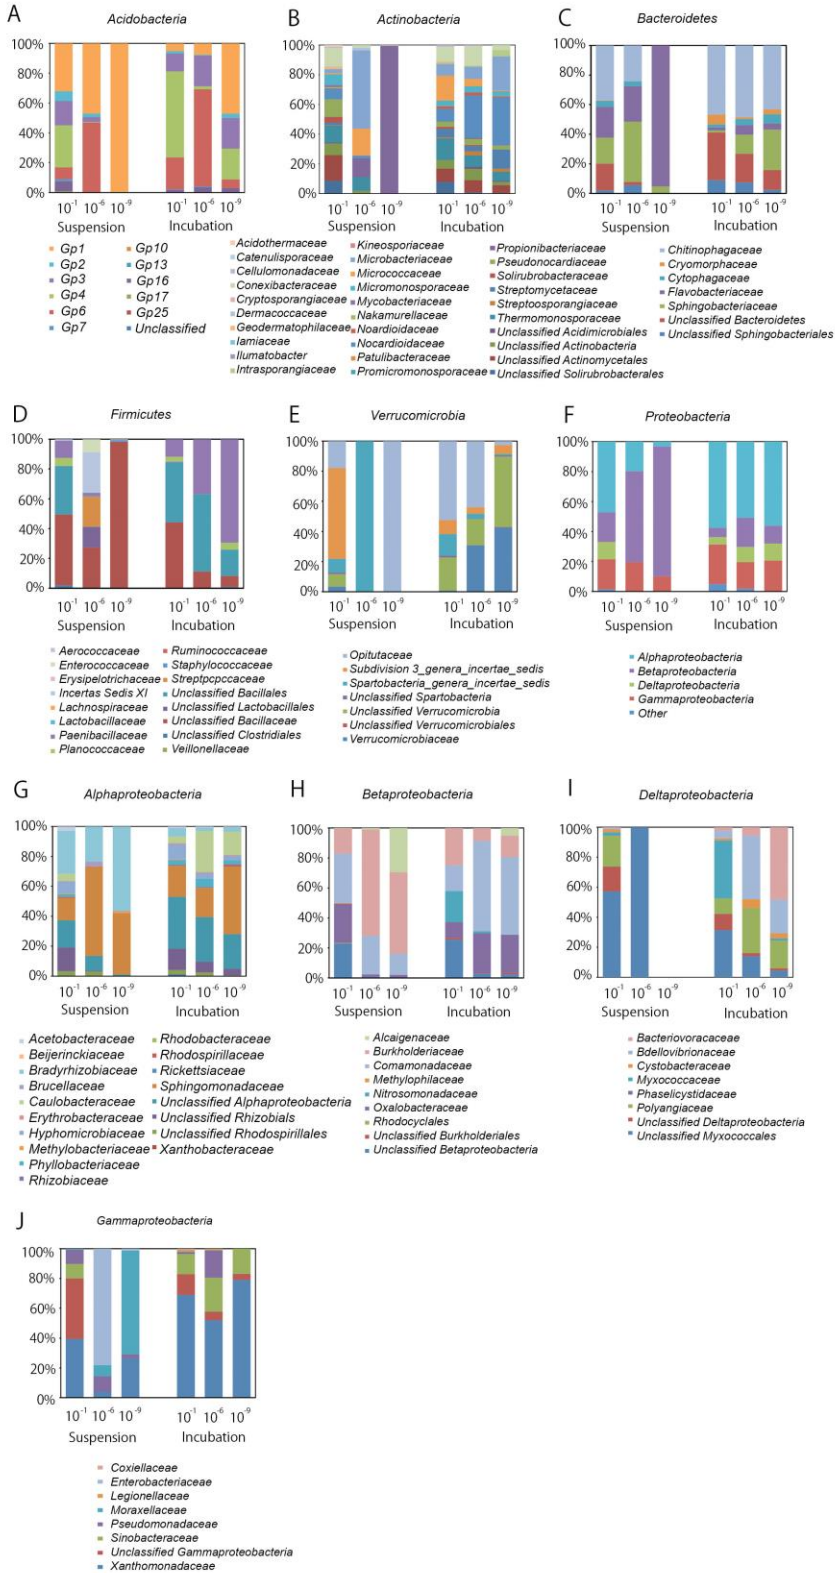 A
Acidobacteria
100%
80%
60%
40%
20%
0%
10-1 10-6 10-9 10-1 10-6 10-9
Suspension Incubation
Gp1 Gp10
Gp2 Gp13
Gp3 Gp16
Gp4 Gp17
Gp6 Gp25
Gp7 Unclassified
B
Actinobacteria
100%
80%
60%
40%
20%
0%
10-1 10-6 10-9 10-1 10-6 10-9
Suspension Incubation
Acidothermaceae Kineosporiaceae Propionibacteriaceae
Catenulisporaceae Microbacteriaceae Pseudonocardiaceae
Cellulomonadaceae Micrococcaceae Solirubrobacteraceae
Conexibacteraceae Micromonosporaceae Streptomycetaceae
Cryptosporangiaceae Mycobacteriaceae Streptoosporangiaceae
Dermacoccaceae Nakamurellaceae Thermomonosporaceae
Geodermatophilaceae Noardioidaceae Unclassified Acidimicrobiales
Iamiaceae Nocardioidaceae Unclassified Actinobacteria
Ilumatobacter Patulibacteraceae Unclassified Actinomycetales
Intrasporangiaceae Promicromonosporaceae Unclassified Solirubrobacterales
C
Bacteroidetes
100%
80%
60%
40%
20%
0%
10-1 10-6 10-9 10-1 10-6 10-9
Suspension Incubation
Chitinophagaceae
Cryomorphaceae
Cytophagaceae
Flavobacteriaceae
Sphingobacteriaceae
Unclassified Bacteroidetes
Unclassified Sphingobacteriales
D
Firmicutes
100%
80%
60%
40%
20%
0%
10-1 10-6 10-9 10-1 10-6 10-9
Suspension Incubation
Aerococcaceae Ruminococcaceae
Enterococcaceae Staphylococcaceae
Erysipelotrichaceae Streptpcpccaceae
Incertas Sedis XI Unclassified Bacillales
Lachnospiraceae Unclassified Lactobacillales
Lactobacillaceae Unclassified Bacillaceae
Paenibacillaceae Unclassified Clostridiales
Planococcaceae Veillonellaceae
E
Verrucomicrobia
100%
80%
60%
40%
20%
0%
10-1 10-6 10-9 10-1 10-6 10-9
Suspension Incubation
Opitutaceae
Subdivision 3_genera_incertae_sedis
Spartobacteria_genera_incertae_sedis
Unclassified Spartobacteria
Unclassified Verrucomicrobia
Unclassified Verrucomicrobiales
Verrucomicrobiaceae
F
Proteobacteria
100%
80%
60%
40%
20%
0%
10-1 10-6 10-9 10-1 10-6 10-9
Suspension Incubation
Alphaproteobacteria
Betaproteobacteria
Deltaproteobacteria
Gammaproteobacteria
Other
G
Alphaproteobacteria
100%
80%
60%
40%
20%
0%
10-1 10-6 10-9 10-1 10-6 10-9
Suspension Incubation
Acetobacteraceae Rhodobacteraceae
Beijerinckiaceae Rhodospirillaceae
Bradyrhizobiaceae Rickettsiaceae
Brucellaceae Sphingomonadaceae
Caulobacteraceae Unclassified Alphaproteobacteria
Erythrobacteraceae Unclassified Rhizobials
Hyphomicrobiaceae Unclassified Rhodospirillales
Methylobacteriaceae Xanthobacteraceae
Phyllobacteriaceae
Rhizobiaceae
H
Betaproteobacteria
100%
80%
60%
40%
20%
0%
10-1 10-6 10-9 10-1 10-6 10-9
Suspension Incubation
Alcaigenaceae
Burkholderiaceae
Comamonadaceae
Methylophilaceae
Nitrosomonadaceae
Oxalobacteraceae
Rhodocyclales
Unclassified Burkholderiales
Unclassified Betaproteobacteria
I
Deltaproteobacteria
100%
80%
60%
40%
20%
0%
10-1 10-6 10-9 10-1 10-6 10-9
Suspension Incubation
Bacteriovoracaceae
Bdellovibrionaceae
Cystobacteraceae
Myxococcaceae
Phaselicystidaceae
Polyangiaceae
Unclassified Deltaproteobacteria
Unclassified Myxococcales
J
Gammaproteobacteria
100%
80%
60%
40%
20%
0%
10-1 10-6 10-9 10-1 10-6 10-9
Suspension Incubation
Coxiellaceae
Enterobacteriaceae
Legionellaceae
Moraxellaceae
Pseudomonadaceae
Sinobacteraceae
Unclassified Gammaproteobacteria
Xanthomonadaceae